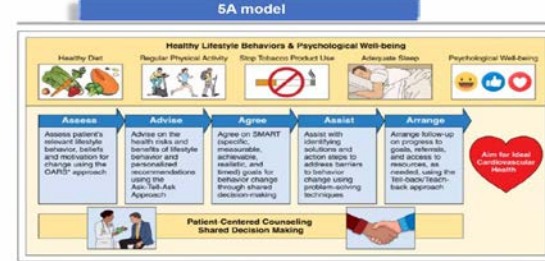 5A model
Healthy Lifestyle Behaviors & Psychological Well-being
Healthy Diet
Regular Physical Activity
Stop Tobacco Product Use
Adequate Sleep
Psychological Well-being
Assess
Assess patient's
relevant lifestyle
behavior, beliefs
and motivation for
change using the
OARS* approach
Advise
Advise on the
health risks and
benefits of lifestyle
behavior and
personalized
recommendations
using the
Ask-Tell-Ask
Approach
Agree
Agree on SMART
(specific,
measurable,
achievable,
realistic, and
timed) goals for
behavior change
through shared
decision-making
Assist
Assist with
identifying
solutions and
action steps to
address barriers
to behavior
change using
problem-solving
techniques
Arrange
Arrange follow-up
on progress to
goals, referrals,
and access to
resources, as
needed, using the
Tell-back/Teach-
back approach
Aim for Ideal
Cardiovascular
Health
Patient-Centered Counseling
Shared Decision Making